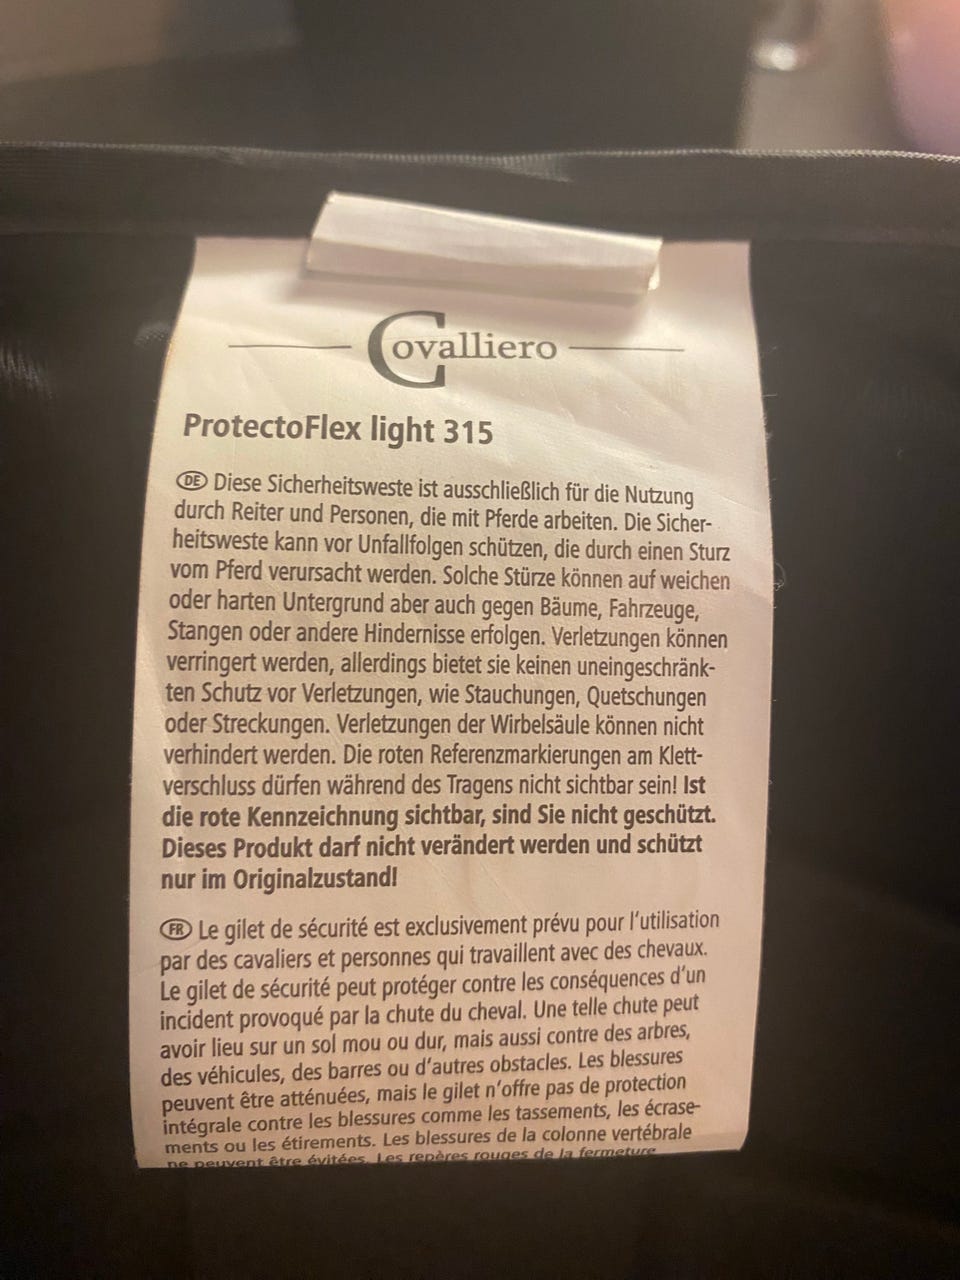 Covalliero
ProtectoFlex light 315
DE Diese Sicherheitsweste ist ausschließlich für die Nutzung
durch Reiter und Personen, die mit Pferde arbeiten. Die Sicher-
heitsweste kann vor Unfallfolgen schützen, die durch einen Sturz
vom Pferd verursacht werden. Solche Stürze können auf weichen
oder harten Untergrund aber auch gegen Bäume, Fahrzeuge,
Stangen oder andere Hindernisse erfolgen. Verletzungen können
verringert werden, allerdings bietet sie keinen uneingeschränk-
ten Schutz vor Verletzungen, wie Stauchungen, Quetschungen
oder Streckungen. Verletzungen der Wirbelsäule können nicht
verhindert werden. Die roten Referenzmarkierungen am Klett-
verschluss dürfen während des Tragens nicht sichtbar sein! Ist
die rote Kennzeichnung sichtbar, sind Sie nicht geschützt.
Dieses Produkt darf nicht verändert werden und schützt
nur im Originalzustand!
FR Le gilet de sécurité est exclusivement prévu pour l'utilisation
par des cavaliers et personnes qui travaillent avec des chevaux.
Le gilet de sécurité peut protéger contre les conséquences d'un
incident provoqué par la chute du cheval. Une telle chute peut
avoir lieu sur un sol mou ou dur, mais aussi contre des arbres,
des véhicules, des barres ou d'autres obstacles. Les blessures
peuvent être atténuées, mais le gilet n'offre pas de protection
intégrale contre les blessures comme les tassements, les écrase-
ments ou les étirements. Les blessures de la colonne vertébrale
ne peuvent être évitées. Les repères rouges de la fermeture